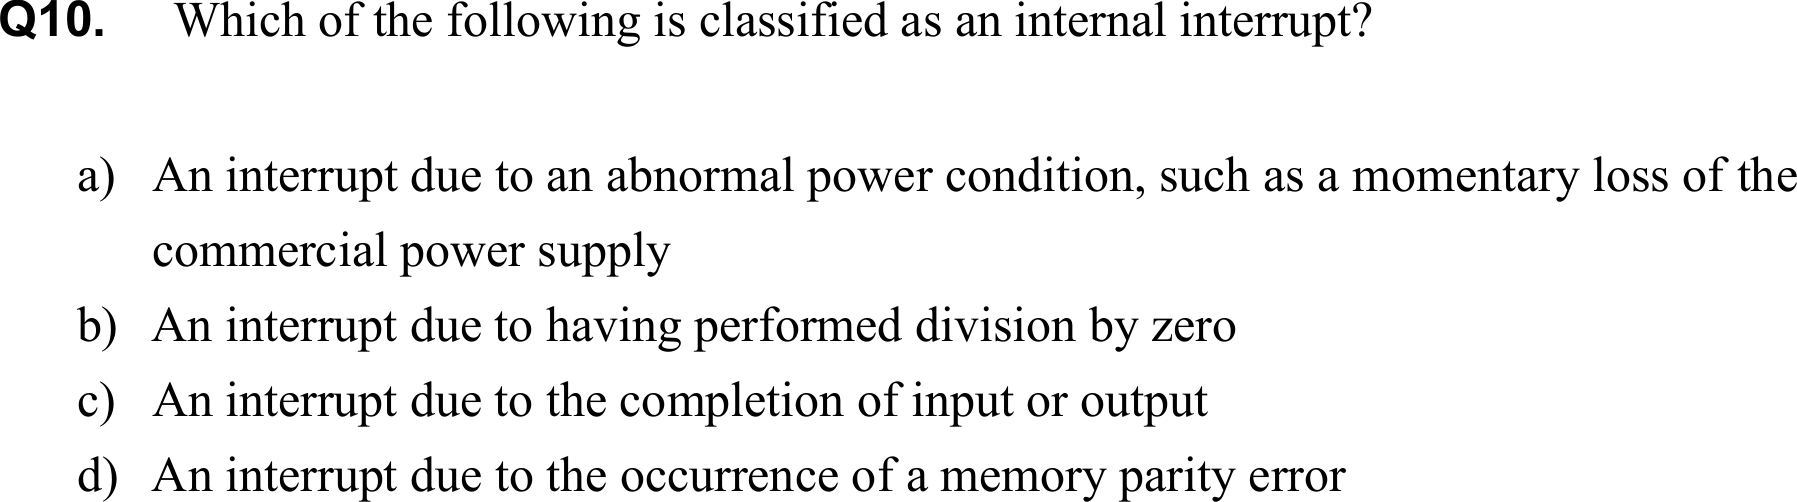 Q10. Which of the following is classified as an internal interrupt?
a) An interrupt due to an abnormal power condition, such as a momentary loss of the
commercial power supply
b) An interrupt due to having performed division by zero
c) An interrupt due to the completion of input or output
d) An interrupt due to the occurrence of a memory parity error